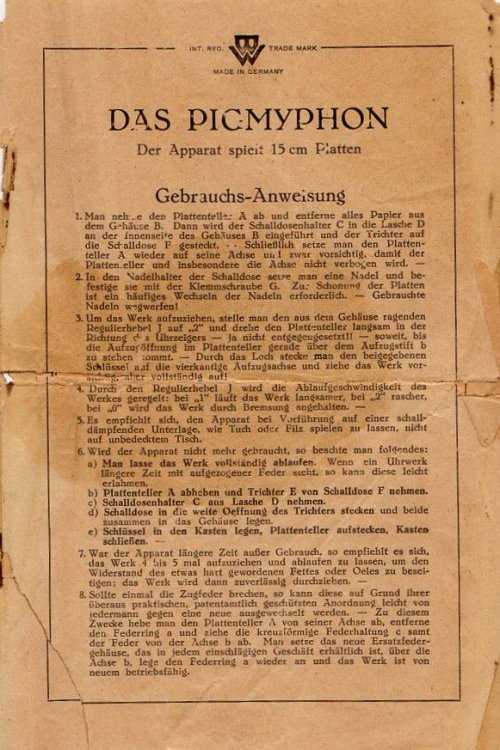 INT. REG. TRADE MARK
MADE IN GERMANY
DAS PIGMYPHON
Der Apparat spielt 15 cm Platten
Gebrauchs-Anweisung
1. Man nehme den Plattenteller A ab und entferne alles Papier aus
dem Gehäuse B. Dann wird der Schalldosenhalter C in die Lasche D
an der Innenseite des Gehäuses B eingeführt und der Trichter auf
die Schalldose F gesteckt. — Schließlich setze man den Platten-
teller A wieder auf seine Achse und zwar vorsichtig, damit der
Plattenteller und insbesondere die Achse nicht verbogen wird. —
2. In den Nadelhalter der Schalldose setze man eine Nadel und be-
festige sie mit der Klemmschraube G. Zur Schonung der Platten
ist ein häufiges Wechseln der Nadeln erforderlich. — Gebrauchte
Nadeln wegwerfen!
3. Um das Werk aufzuziehen, stelle man den aus dem Gehäuse ragenden
Regulierhebel J auf „2" und drehe den Plattenteller langsam in der
Richtung des Uhrzeigers — ja nicht entgegengesetzt! — soweit, bis
die Aufzugöffnung im Plattenteller gerade über dem Aufzugstift b
zu stehen kommt. — Durch das Loch stecke man den beigegebenen
Schlüssel auf die vierkantige Aufzugsachse und ziehe das Werk vor-
sichtig, aber vollständig auf!
4. Durch den Regulierhebel J wird die Ablaufgeschwindigkeit des
Werkes geregelt: bei „1" läuft das Werk langsamer, bei „2" rascher,
bei „0" wird das Werk durch Bremsung angehalten. —
5. Es empfiehlt sich, den Apparat bei Vorführung auf einer schall-
dämpfenden Unterlage, wie Tuch oder Filz spielen zu lassen, nicht
auf unbedecktem Tisch.
6. Wird der Apparat nicht mehr gebraucht, so beachte man folgendes:
a) Man lasse das Werk vollständig ablaufen. Wenn ein Uhrwerk
längere Zeit mit aufgezogener Feder steht, so kann diese leicht
erlahmen.
b) Plattenteller A abheben und Trichter E von Schalldose F nehmen.
c) Schalldosenhalter C aus Lasche D nehmen.
d) Schalldose in die weite Oeffnung des Trichters stecken und beide
zusammen in das Gehäuse legen.
e) Schlüssel in den Kasten legen, Plattenteller aufstecken, Kasten
schließen. —
7. War der Apparat längere Zeit außer Gebrauch, so empfiehlt es sich,
das Werk 4 bis 5 mal aufzuziehen und ablaufen zu lassen, um den
Widerstand des etwas hart gewordenen Fettes oder Oeles zu besei-
tigen; das Werk wird dann zuverlässig durchziehen. —
8. Sollte einmal die Zugfeder brechen, so kann diese auf Grund ihrer
überaus praktischen, patentamtlich geschützten Anordnung leicht von
jedermann gegen eine neue ausgewechselt werden. — Zu diesem
Zwecke hebe man den Plattenteller A von seiner Achse ab, entferne
den Federring a und ziehe die kreuzförmige Federhaltung c samt
der Feder von der Achse b ab. Man setze das neue Ersatzfeder-
gehäuse, das in jedem einschlägigen Geschäft erhältlich ist, über die
Achse b, lege den Federring a wieder an und das Werk ist von
neuem betriebsfähig.